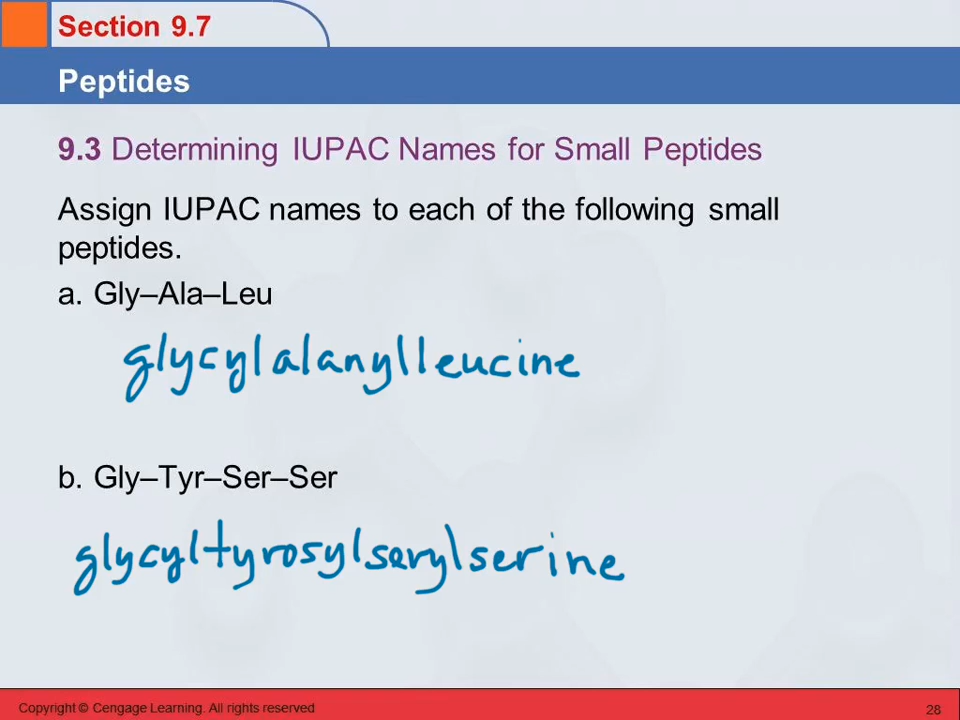 Section 9.7
Peptides
9.3 Determining IUPAC Names for Small Peptides
Assign IUPAC names to each of the following small
peptides.
a. Gly–Ala–Leu
glycylalanylleucine
b. Gly–Tyr–Ser–Ser
glycyltyrosylserylserine
Copyright © Cengage Learning. All rights reserved
28